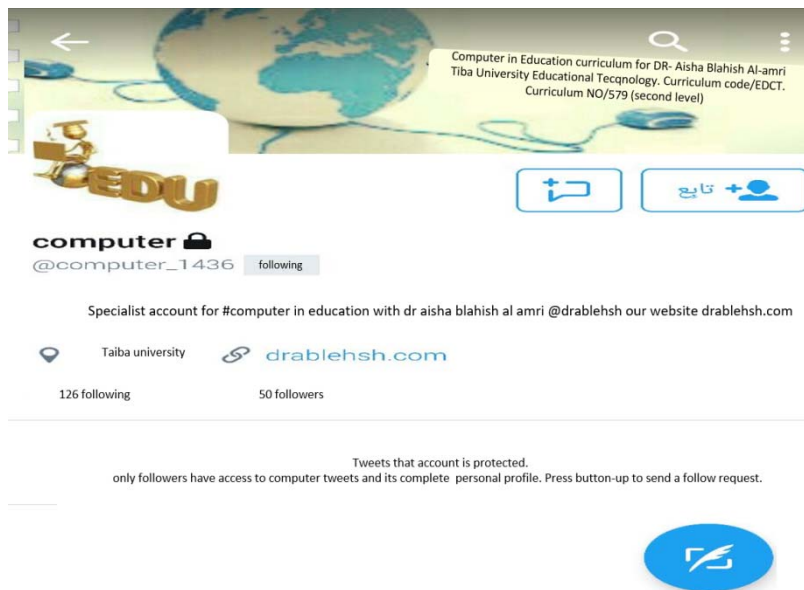 Computer in Education curriculum for DR- Aisha Blahish Al-amri
Tiba University Educational Tecqnology. Curriculum code/EDCT.
Curriculum NO/579 (second level)
EDU
تابع
computer
@computer_1436 following
Specialist account for #computer in education with dr aisha blahish al amri @drablehsh our website drablehsh.com
Taiba university drablehsh.com
126 following 50 followers
Tweets that account is protected.
only followers have access to computer tweets and its complete personal profile. Press button-up to send a follow request.